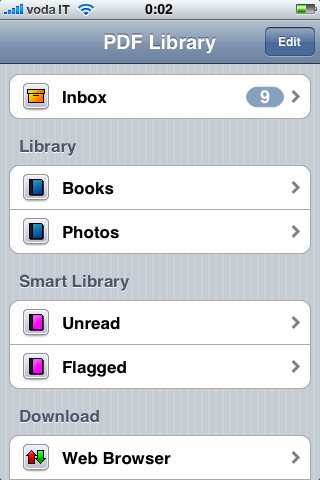 voda IT 0:02
PDF Library Edit
Inbox 9
Library
Books
Photos
Smart Library
Unread
Flagged
Download
Web Browser